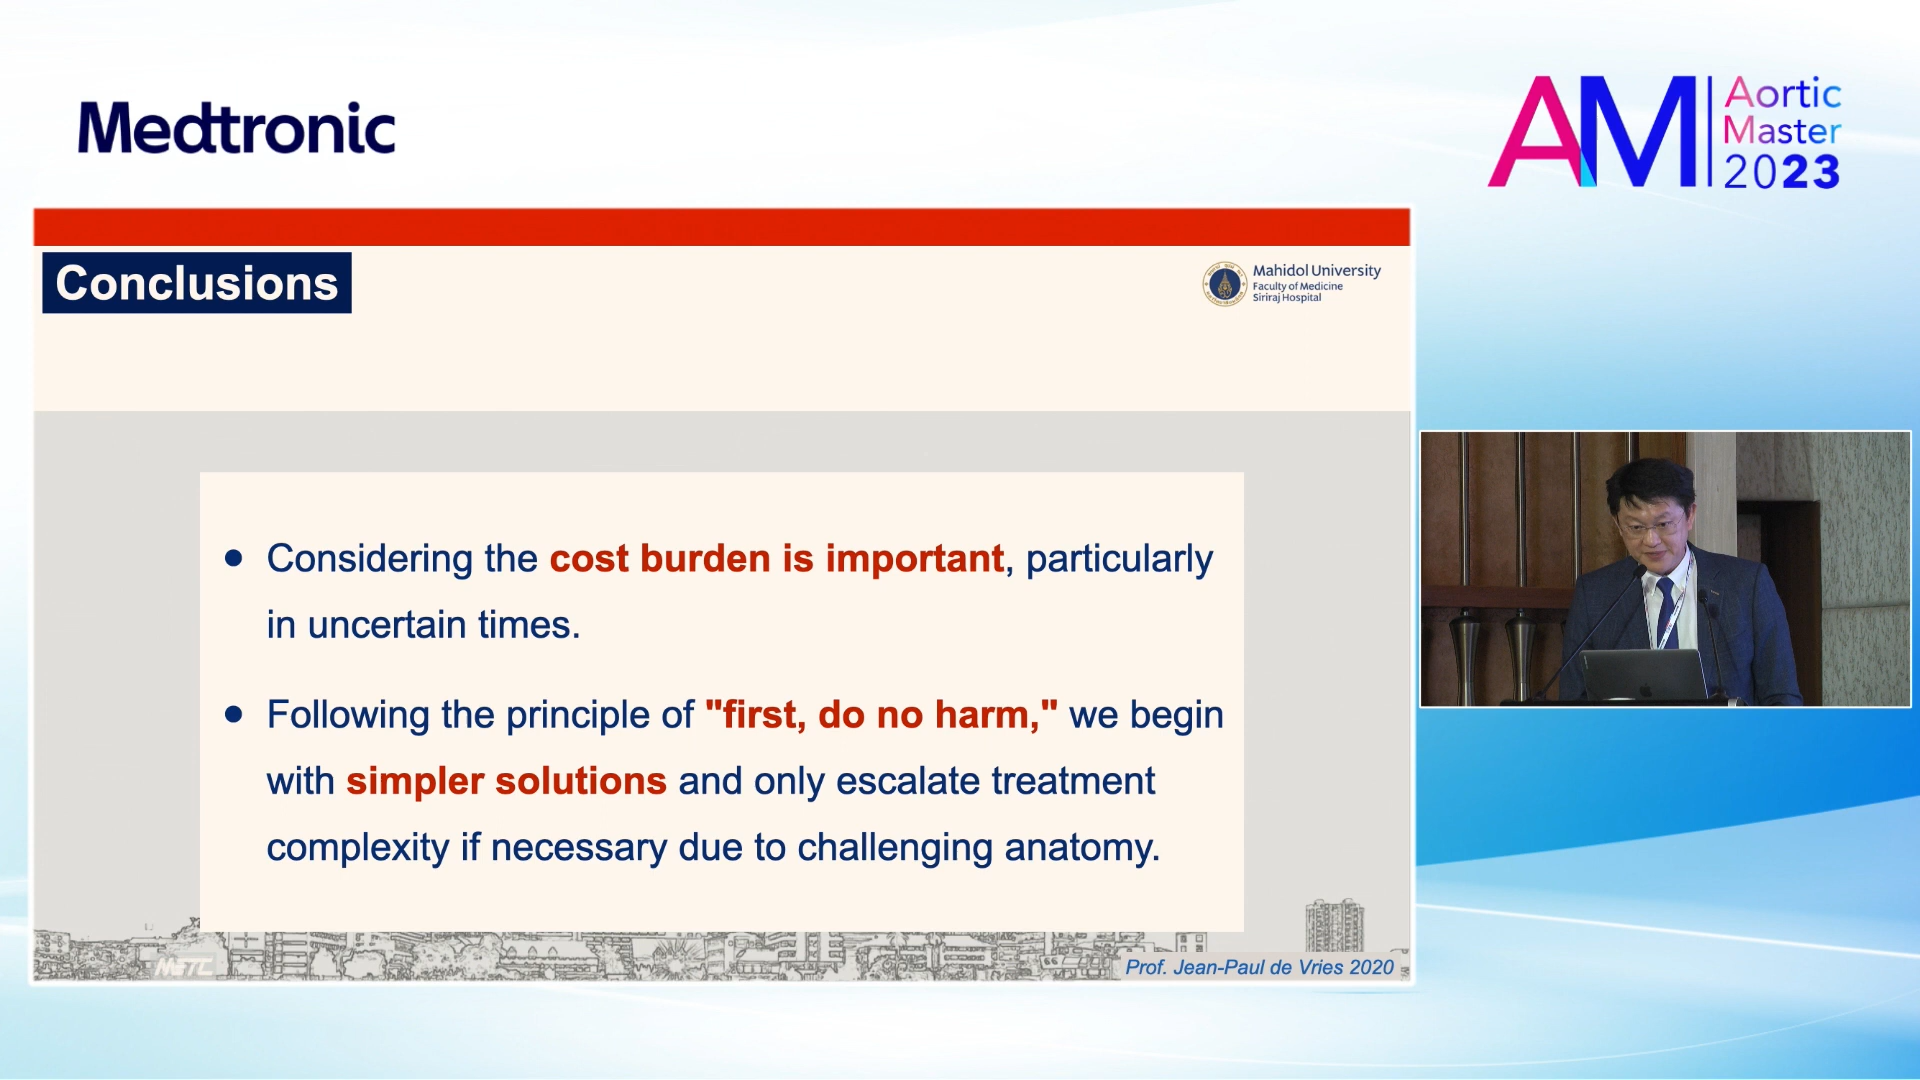 Medtronic
AM
Aortic
Master
2023
Conclusions
Mahidol University
Faculty of Medicine
Siriraj Hospital
• Considering the cost burden is important, particularly
in uncertain times.
• Following the principle of "first, do no harm," we begin
with simpler solutions and only escalate treatment
complexity if necessary due to challenging anatomy.
METC
Prof. Jean-Paul de Vries 2020